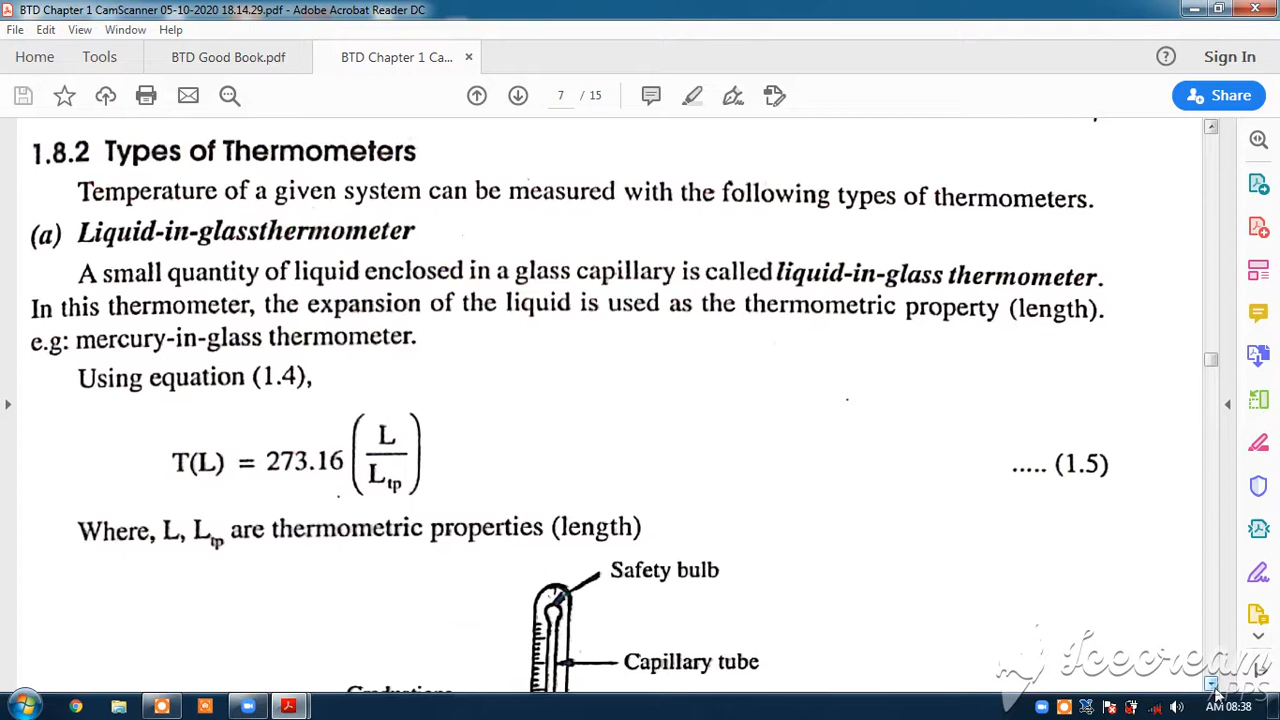 BTD Chapter 1 CamScanner 05-10-2020 18.14.29.pdf - Adobe Acrobat Reader DC
File Edit View Window Help
Home Tools BTD Good Book.pdf BTD Chapter 1 Ca... × Sign In
7 / 15 Share
1.8.2 Types of Thermometers
Temperature of a given system can be measured with the following types of thermometers.
(a) Liquid-in-glassthermometer
A small quantity of liquid enclosed in a glass capillary is called liquid-in-glass thermometer.
In this thermometer, the expansion of the liquid is used as the thermometric property (length).
e.g: mercury-in-glass thermometer.
Using equation (1.4),
T(L) = 273.16 (L / Ltp) ..... (1.5)
Where, L, Ltp are thermometric properties (length)
Safety bulb
Capillary tube
Icecream
APPS
AM 08:38